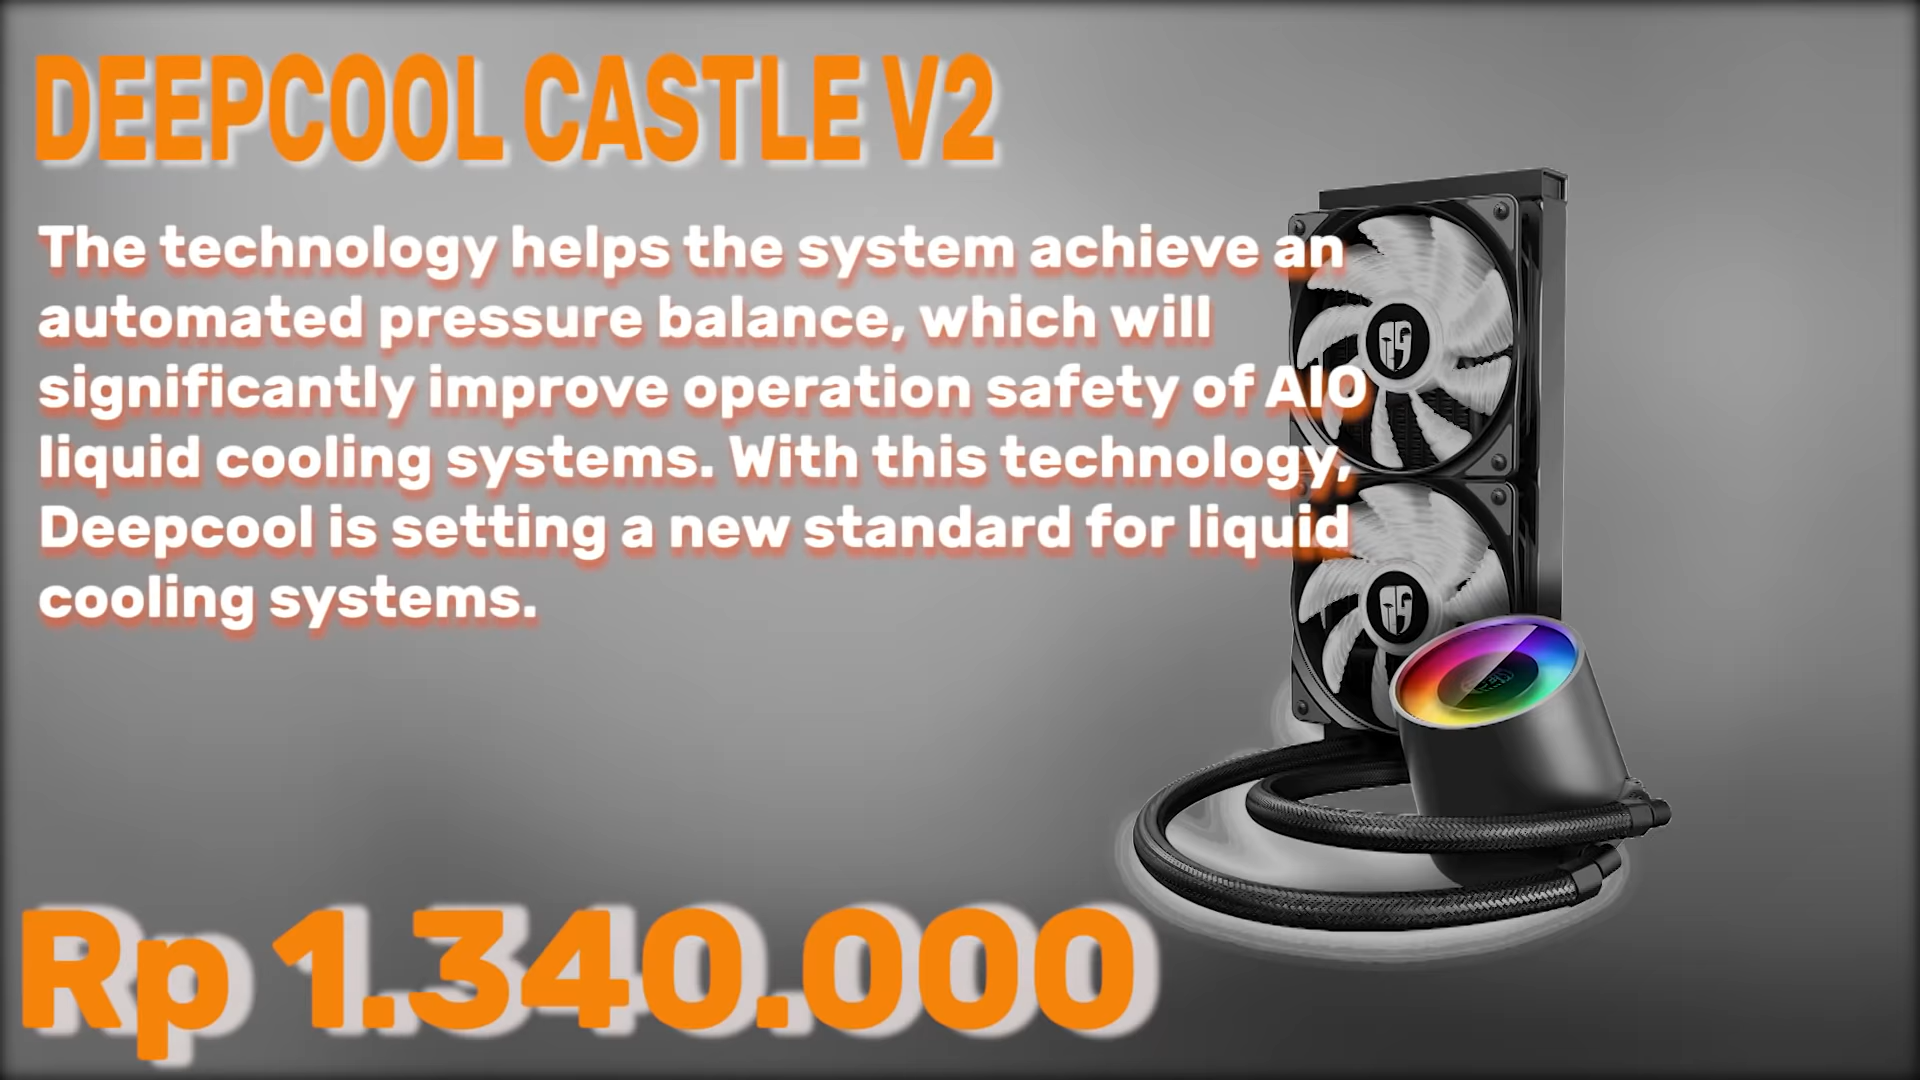 DEEPCOOL CASTLE V2
The technology helps the system achieve an
automated pressure balance, which will
significantly improve operation safety of AIO
liquid cooling systems. With this technology,
Deepcool is setting a new standard for liquid
cooling systems.
Rp 1.340.000